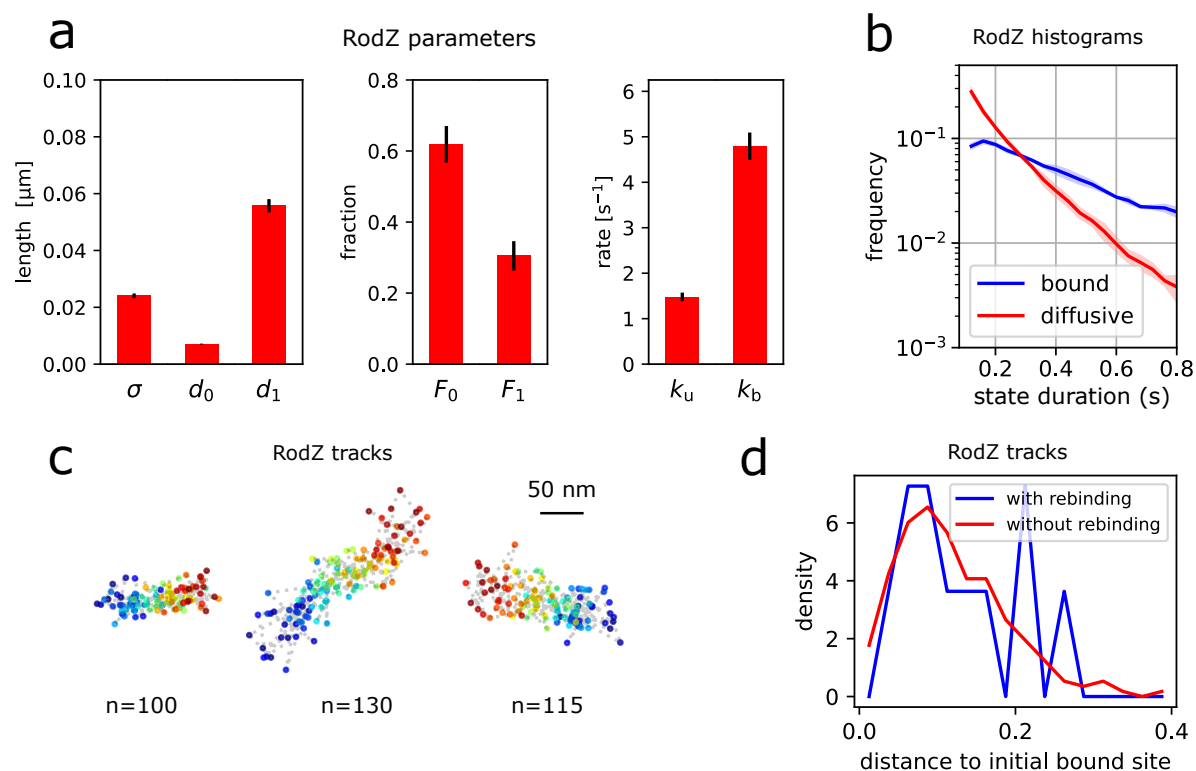 a
RodZ parameters
length [μm]
0.10
0.08
0.06
0.04
0.02
0.00
σ d₀ d₁
fraction
0.8
0.6
0.4
0.2
0.0
F₀ F₁
rate [s⁻¹]
6
5
4
3
2
1
0
kᵤ k_b
b
RodZ histograms
frequency
10⁻¹
10⁻²
10⁻³
bound
diffusive
0.2 0.4 0.6 0.8
state duration (s)
c
RodZ tracks
50 nm
n=100 n=130 n=115
d
RodZ tracks
density
6
4
2
0
with rebinding
without rebinding
0.0 0.2 0.4
distance to initial bound site